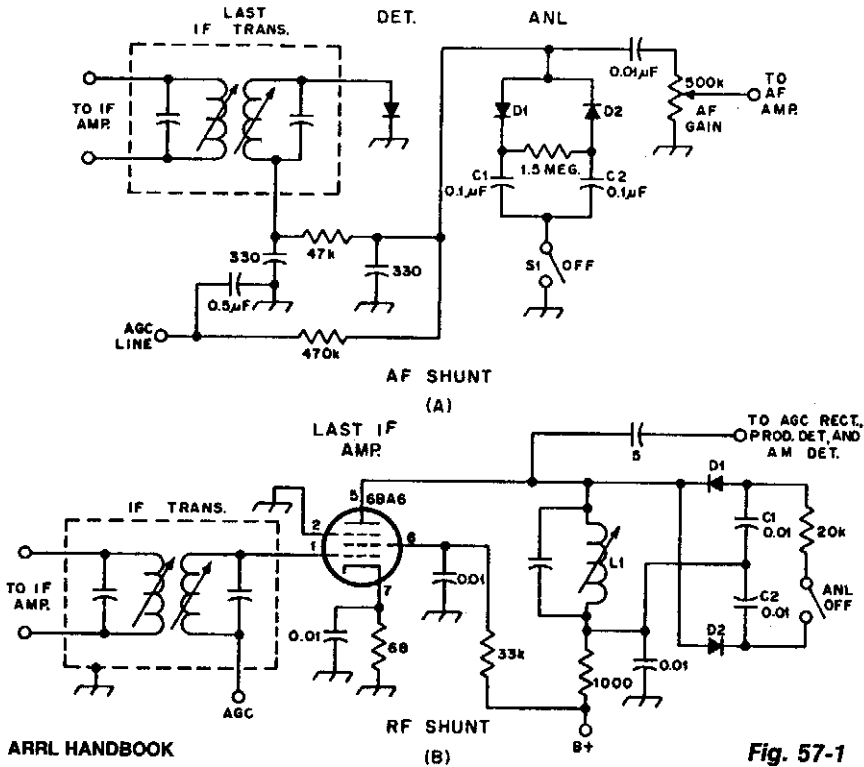 LAST
IF TRANS.
DET.
ANL
TO IF
AMP.
0.01µF
500k
AF
GAIN
TO
AF
AMP.
D1
D2
1.5 MEG.
C1
0.1µF
C2
0.1µF
S1
OFF
330
47k
330
0.5µF
AGC
LINE
470k
AF SHUNT
(A)
LAST IF
AMP.
TO AGC RECT.,
PROD. DET, AND
AM DET.
5
5
6BA6
IF TRANS.
2
1
6
7
TO IF
AMP.
0.01
0.01
68
33k
L1
1000
0.01
D1
D2
C1
0.01
C2
0.01
20k
ANL
OFF
AGC
B+
RF SHUNT
(B)
ARRL HANDBOOK
Fig. 57-1